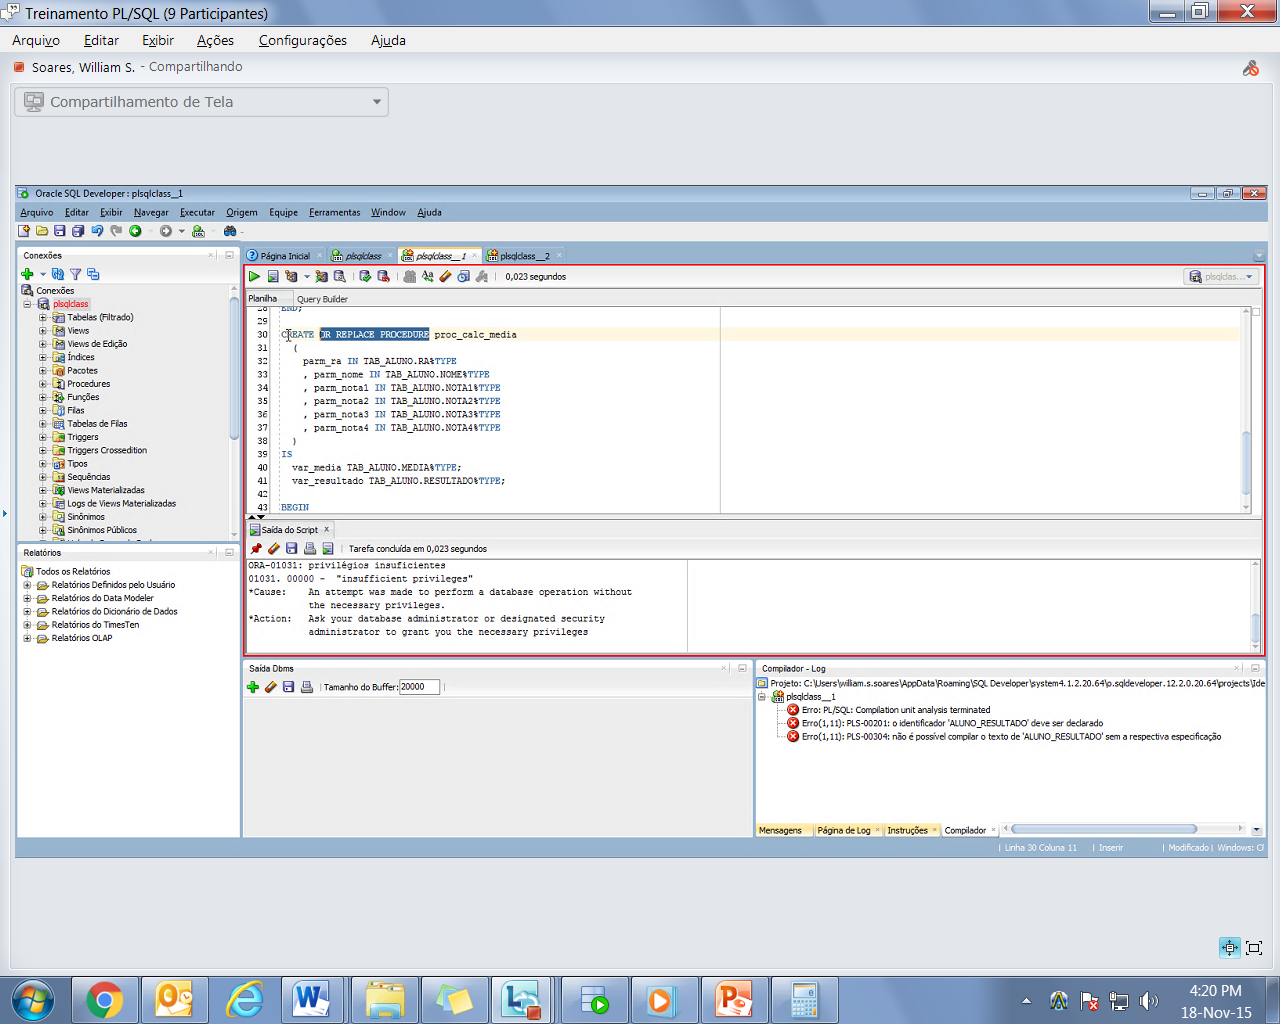 Treinamento PL/SQL (9 Participantes)
Arquivo Editar Exibir Ações Configurações Ajuda
Soares, William S. - Compartilhando
Compartilhamento de Tela
Oracle SQL Developer : plsqlclass__1
Arquivo Editar Exibir Navegar Executar Origem Equipe Ferramentas Window Ajuda
Conexões
Conexões
plsqlclass
Tabelas (Filtrado)
Views
Views de Edição
Índices
Pacotes
Procedures
Funções
Filas
Tabelas de Filas
Triggers
Triggers Crossedition
Tipos
Sequências
Views Materializadas
Logs de Views Materializadas
Sinônimos
Sinônimos Públicos
Relatórios
Todos os Relatórios
Relatórios Definidos pelo Usuário
Relatórios do Data Modeler
Relatórios do Dicionário de Dados
Relatórios do TimesTen
Relatórios OLAP
Página Inicial plsqlclass plsqlclass__1 plsqlclass__2
0,023 segundos
plsqlclas...
Planilha Query Builder
28 END;
29
30 CREATE OR REPLACE PROCEDURE proc_calc_media
31 (
32 parm_ra IN TAB_ALUNO.RA%TYPE
33 , parm_nome IN TAB_ALUNO.NOME%TYPE
34 , parm_nota1 IN TAB_ALUNO.NOTA1%TYPE
35 , parm_nota2 IN TAB_ALUNO.NOTA2%TYPE
36 , parm_nota3 IN TAB_ALUNO.NOTA3%TYPE
37 , parm_nota4 IN TAB_ALUNO.NOTA4%TYPE
38 )
39 IS
40 var_media TAB_ALUNO.MEDIA%TYPE;
41 var_resultado TAB_ALUNO.RESULTADO%TYPE;
42
43 BEGIN
Saída do Script
Tarefa concluída em 0,023 segundos
ORA-01031: privilégios insuficientes
01031. 00000 - "insufficient privileges"
*Cause: An attempt was made to perform a database operation without
the necessary privileges.
*Action: Ask your database administrator or designated security
administrator to grant you the necessary privileges
Saída Dbms
Tamanho do Buffer: 20000
Compilador - Log
Projeto: C:\Users\william.s.soares\AppData\Roaming\SQL Developer\system4.1.2.20.64\o.sqldeveloper.12.2.0.20.64\projects\Ide
plsqlclass__1
Erro: PL/SQL: Compilation unit analysis terminated
Erro(1,11): PLS-00201: o identificador 'ALUNO_RESULTADO' deve ser declarado
Erro(1,11): PLS-00304: não é possível compilar o texto de 'ALUNO_RESULTADO' sem a respectiva especificação
Mensagens Página de Log Instruções Compilador
Linha 30 Coluna 11 Inserir Modificado Windows: Cl
4:20 PM
18-Nov-15